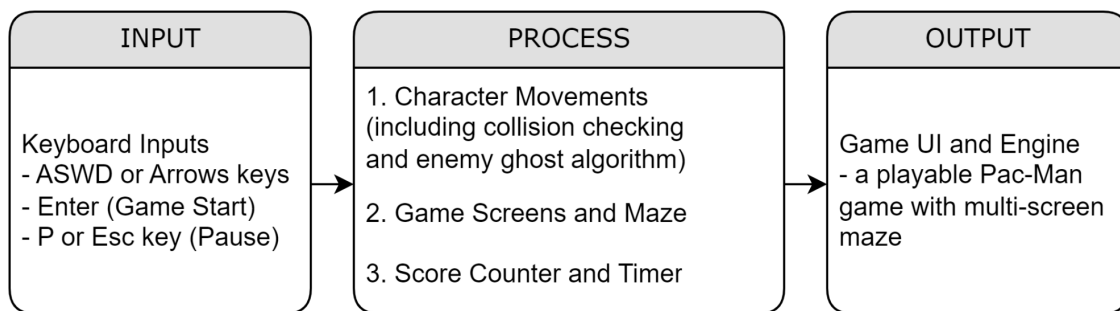 INPUT
Keyboard Inputs
- ASWD or Arrows keys
- Enter (Game Start)
- P or Esc key (Pause)
PROCESS
1. Character Movements
(including collision checking
and enemy ghost algorithm)
2. Game Screens and Maze
3. Score Counter and Timer
OUTPUT
Game UI and Engine
- a playable Pac-Man
game with multi-screen
maze